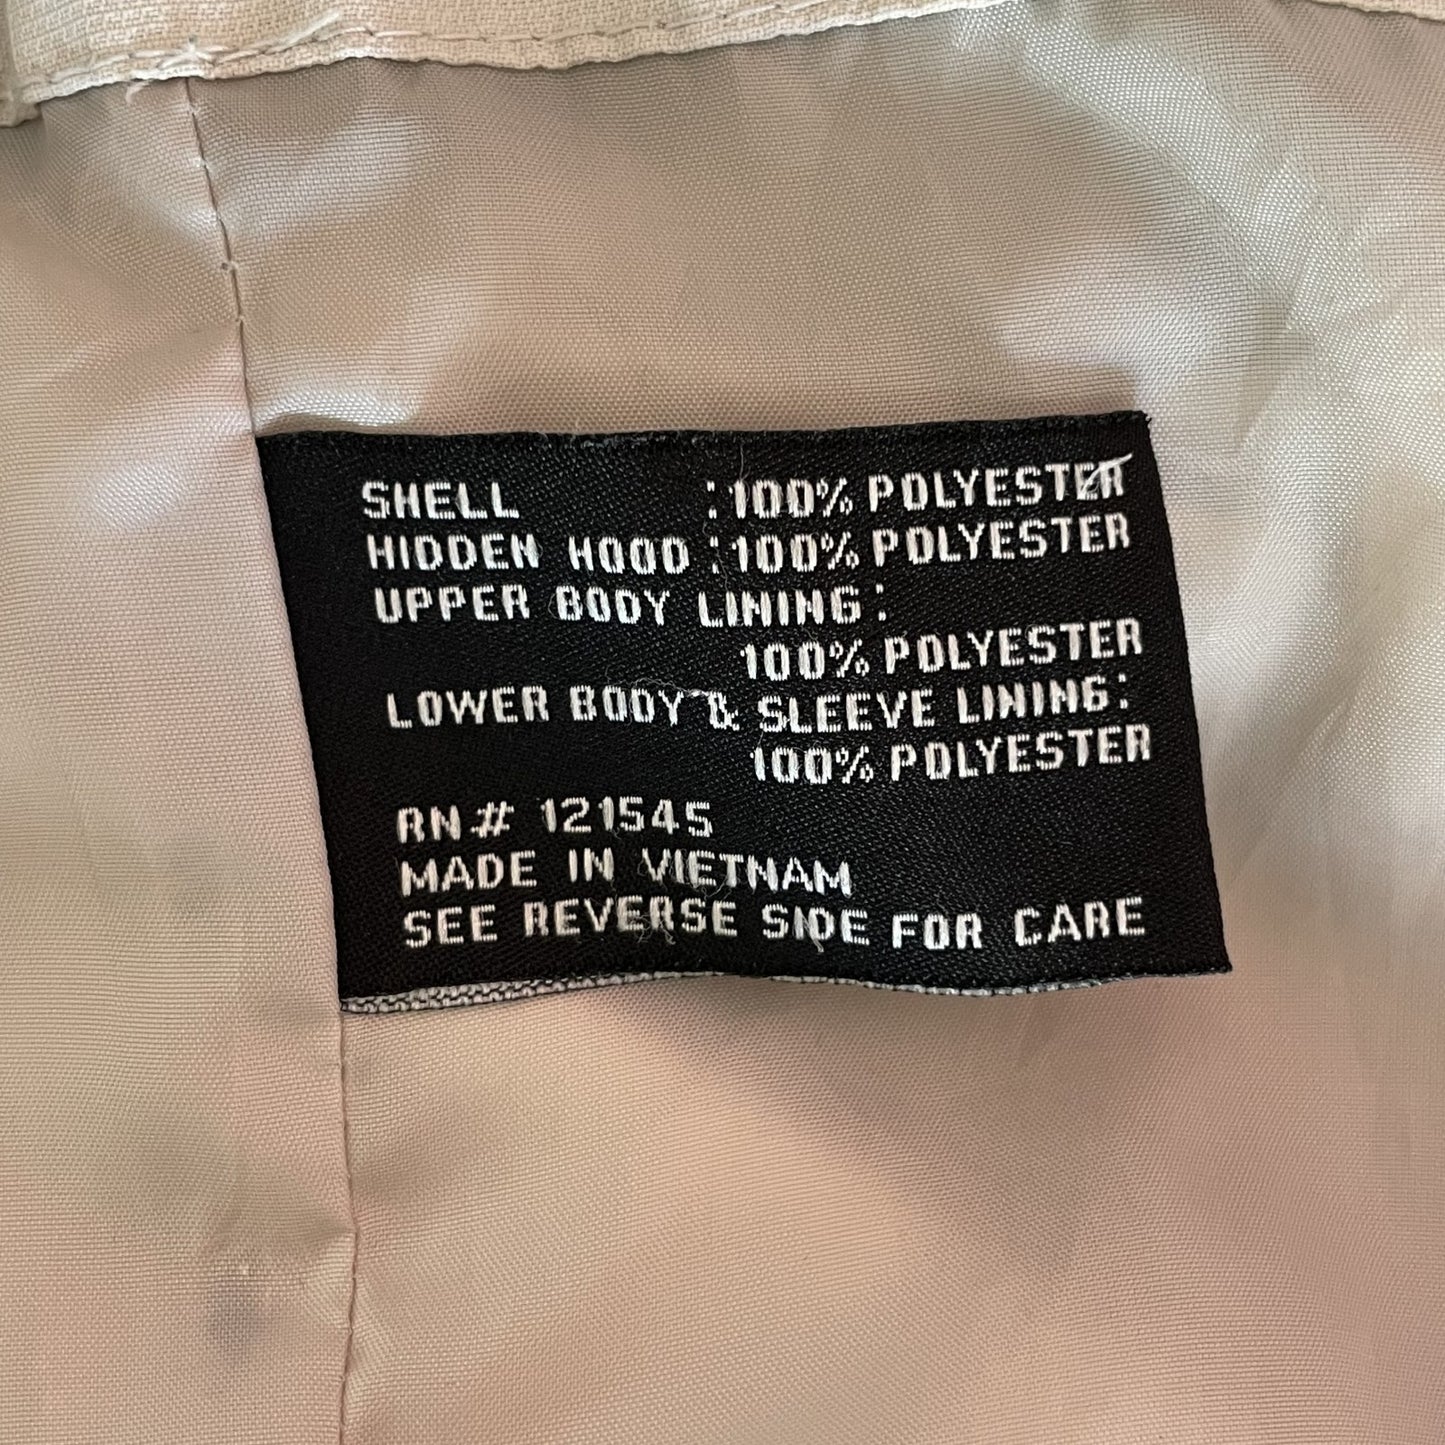 SHELL :100% POLYESTER
HIDDEN HOOD :100% POLYESTER
UPPER BODY LINING:
100% POLYESTER
LOWER BODY & SLEEVE LINING:
100% POLYESTER
RN# 121545
MADE IN VIETNAM
SEE REVERSE SIDE FOR CARE